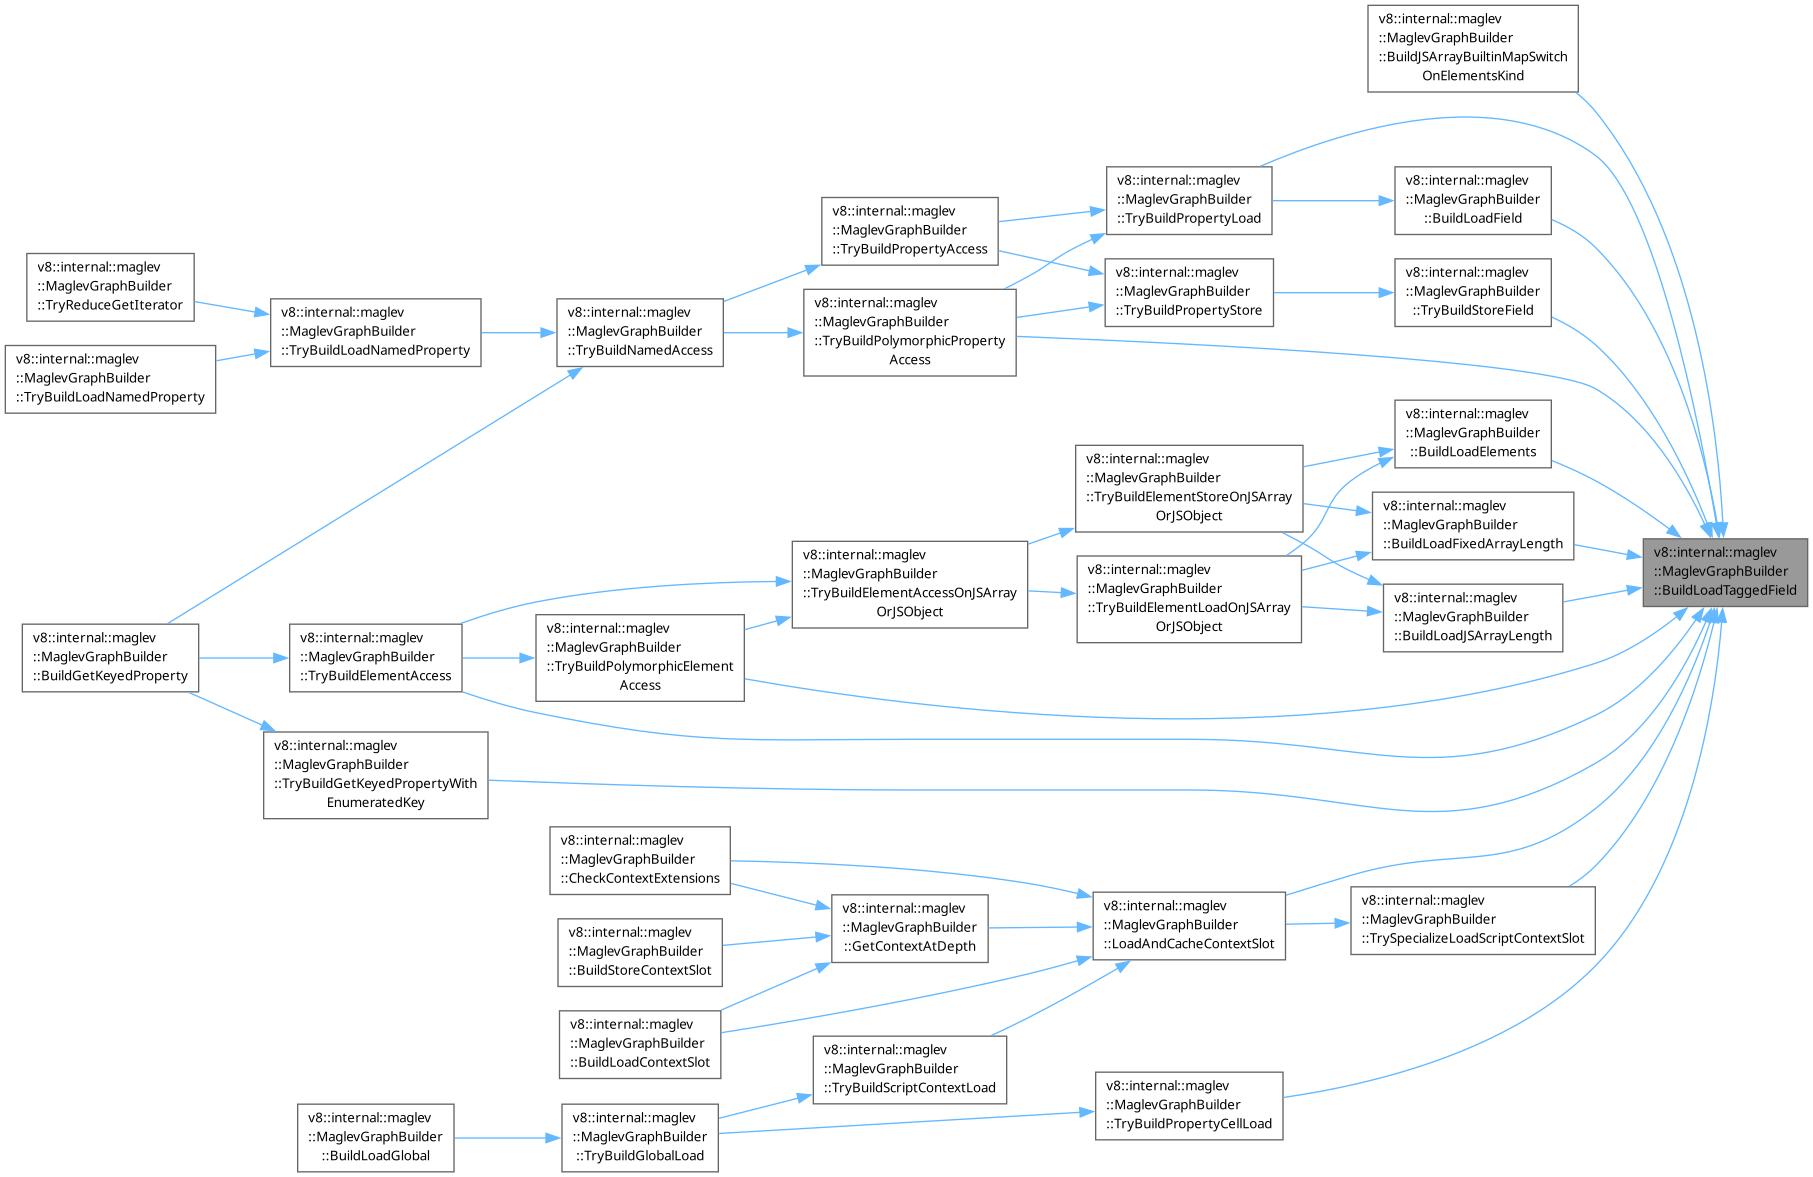 v8::internal::maglev
::MaglevGraphBuilder
::BuildJSArrayBuiltinMapSwitch
OnElementsKind
v8::internal::maglev
::MaglevGraphBuilder
::TryBuildPropertyLoad
v8::internal::maglev
::MaglevGraphBuilder
::BuildLoadField
v8::internal::maglev
::MaglevGraphBuilder
::TryBuildPropertyAccess
v8::internal::maglev
::MaglevGraphBuilder
::TryReduceGetIterator
v8::internal::maglev
::MaglevGraphBuilder
::TryBuildPropertyStore
v8::internal::maglev
::MaglevGraphBuilder
::TryBuildStoreField
v8::internal::maglev
::MaglevGraphBuilder
::TryBuildLoadNamedProperty
v8::internal::maglev
::MaglevGraphBuilder
::TryBuildNamedAccess
v8::internal::maglev
::MaglevGraphBuilder
::TryBuildPolymorphicProperty
Access
v8::internal::maglev
::MaglevGraphBuilder
::TryBuildLoadNamedProperty
v8::internal::maglev
::MaglevGraphBuilder
::BuildLoadElements
v8::internal::maglev
::MaglevGraphBuilder
::TryBuildElementStoreOnJSArray
OrJSObject
v8::internal::maglev
::MaglevGraphBuilder
::BuildLoadFixedArrayLength
v8::internal::maglev
::MaglevGraphBuilder
::BuildLoadTaggedField
v8::internal::maglev
::MaglevGraphBuilder
::TryBuildElementAccessOnJSArray
OrJSObject
v8::internal::maglev
::MaglevGraphBuilder
::TryBuildElementLoadOnJSArray
OrJSObject
v8::internal::maglev
::MaglevGraphBuilder
::BuildLoadJSArrayLength
v8::internal::maglev
::MaglevGraphBuilder
::BuildGetKeyedProperty
v8::internal::maglev
::MaglevGraphBuilder
::TryBuildElementAccess
v8::internal::maglev
::MaglevGraphBuilder
::TryBuildPolymorphicElement
Access
v8::internal::maglev
::MaglevGraphBuilder
::TryBuildGetKeyedPropertyWith
EnumeratedKey
v8::internal::maglev
::MaglevGraphBuilder
::CheckContextExtensions
v8::internal::maglev
::MaglevGraphBuilder
::GetContextAtDepth
v8::internal::maglev
::MaglevGraphBuilder
::LoadAndCacheContextSlot
v8::internal::maglev
::MaglevGraphBuilder
::TrySpecializeLoadScriptContextSlot
v8::internal::maglev
::MaglevGraphBuilder
::BuildStoreContextSlot
v8::internal::maglev
::MaglevGraphBuilder
::BuildLoadContextSlot
v8::internal::maglev
::MaglevGraphBuilder
::TryBuildScriptContextLoad
v8::internal::maglev
::MaglevGraphBuilder
::TryBuildPropertyCellLoad
v8::internal::maglev
::MaglevGraphBuilder
::BuildLoadGlobal
v8::internal::maglev
::MaglevGraphBuilder
::TryBuildGlobalLoad